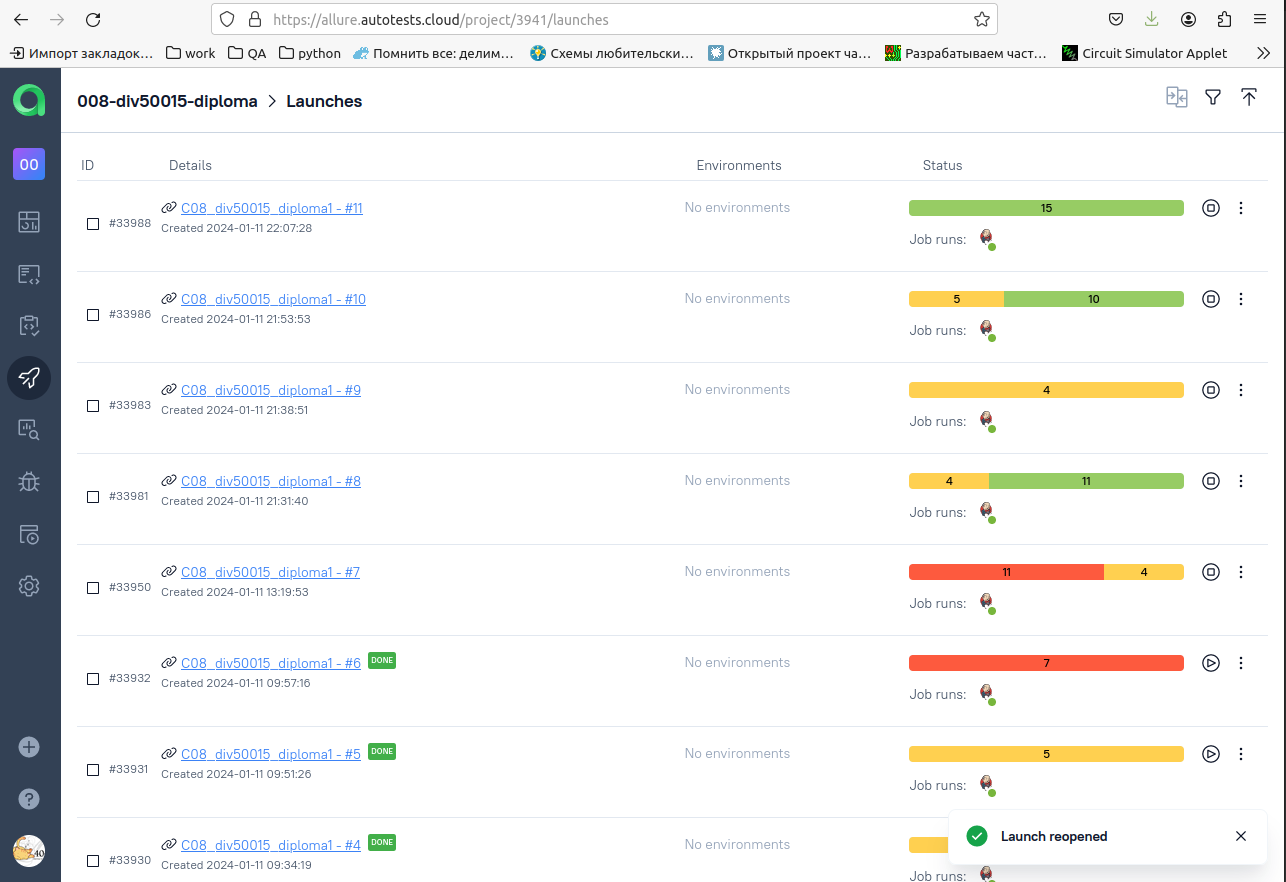 https://allure.autotests.cloud/project/3941/launches
Импорт закладок… work QA python Помнить все: делим… Схемы любительски… Открытый проект ча… Разрабатываем част… Circuit Simulator Applet
008-div50015-diploma > Launches
00
ID Details Environments Status
#33988 C08_div50015_diploma1 - #11 No environments 15
Created 2024-01-11 22:07:28
Job runs:
#33986 C08_div50015_diploma1 - #10 No environments 5 10
Created 2024-01-11 21:53:53
Job runs:
#33983 C08_div50015_diploma1 - #9 No environments 4
Created 2024-01-11 21:38:51
Job runs:
#33981 C08_div50015_diploma1 - #8 No environments 4 11
Created 2024-01-11 21:31:40
Job runs:
#33950 C08_div50015_diploma1 - #7 No environments 11 4
Created 2024-01-11 13:19:53
Job runs:
#33932 C08_div50015_diploma1 - #6 DONE No environments 7
Created 2024-01-11 09:57:16
Job runs:
#33931 C08_div50015_diploma1 - #5 DONE No environments 5
Created 2024-01-11 09:51:26
Job runs:
#33930 C08_div50015_diploma1 - #4 DONE No environments
Created 2024-01-11 09:34:19
Job runs:
Launch reopened